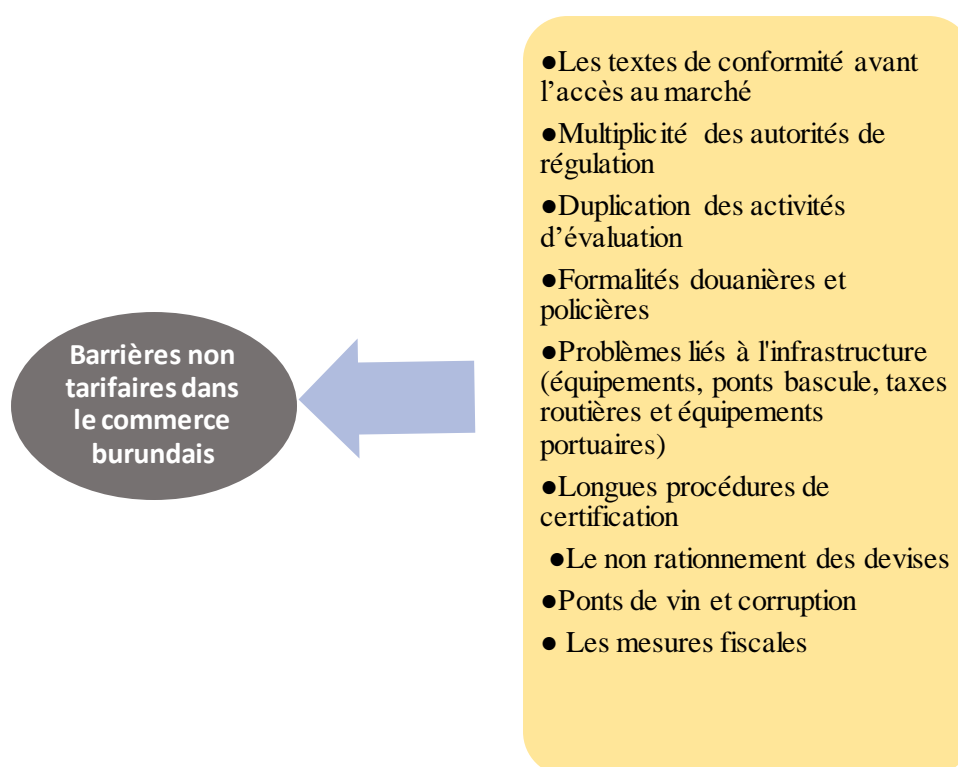 ●Les textes de conformité avant
l’accès au marché
●Multiplicité des autorités de
régulation
●Duplication des activités
d’évaluation
●Formalités douanières et
policières
●Problèmes liés à l'infrastructure
(équipements, ponts bascule, taxes
routières et équipements
portuaires)
●Longues procédures de
certification
●Le non rationnement des devises
●Ponts de vin et corruption
● Les mesures fiscales
Barrières non
tarifaires dans
le commerce
burundais